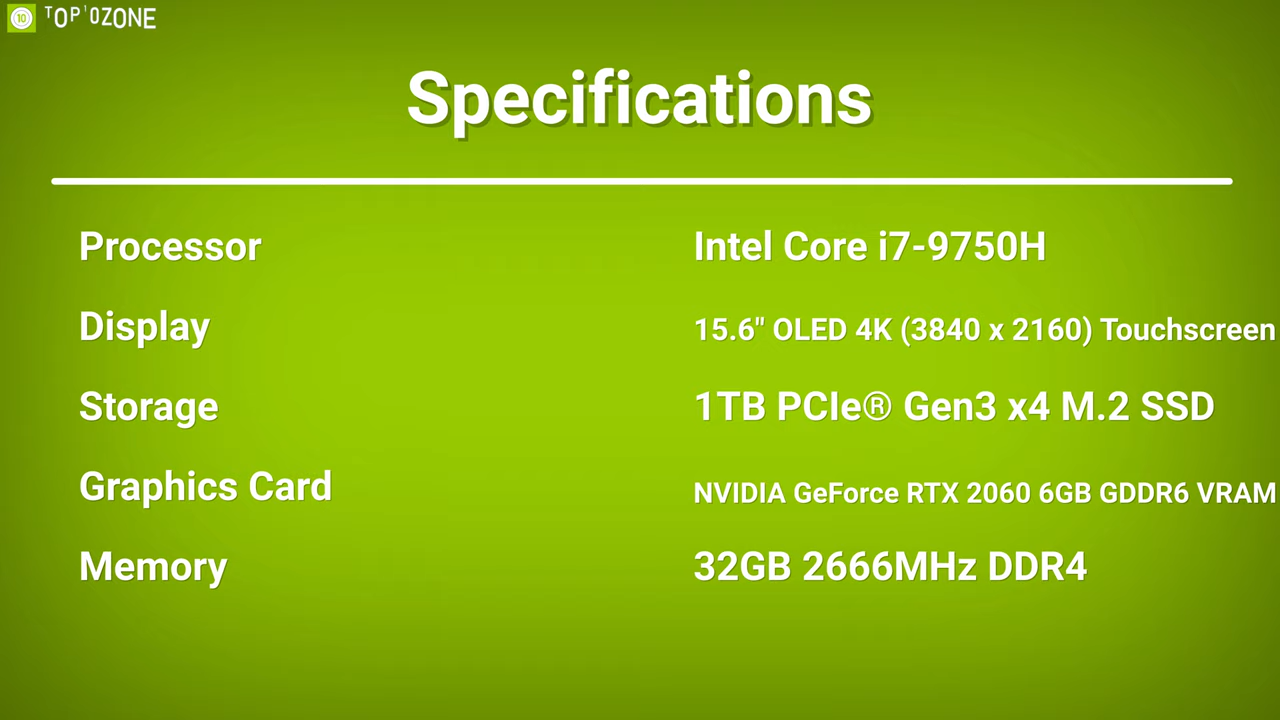 TOP10ZONE
Specifications
Processor Intel Core i7-9750H
Display 15.6" OLED 4K (3840 x 2160) Touchscreen
Storage 1TB PCIe® Gen3 x4 M.2 SSD
Graphics Card NVIDIA GeForce RTX 2060 6GB GDDR6 VRAM
Memory 32GB 2666MHz DDR4